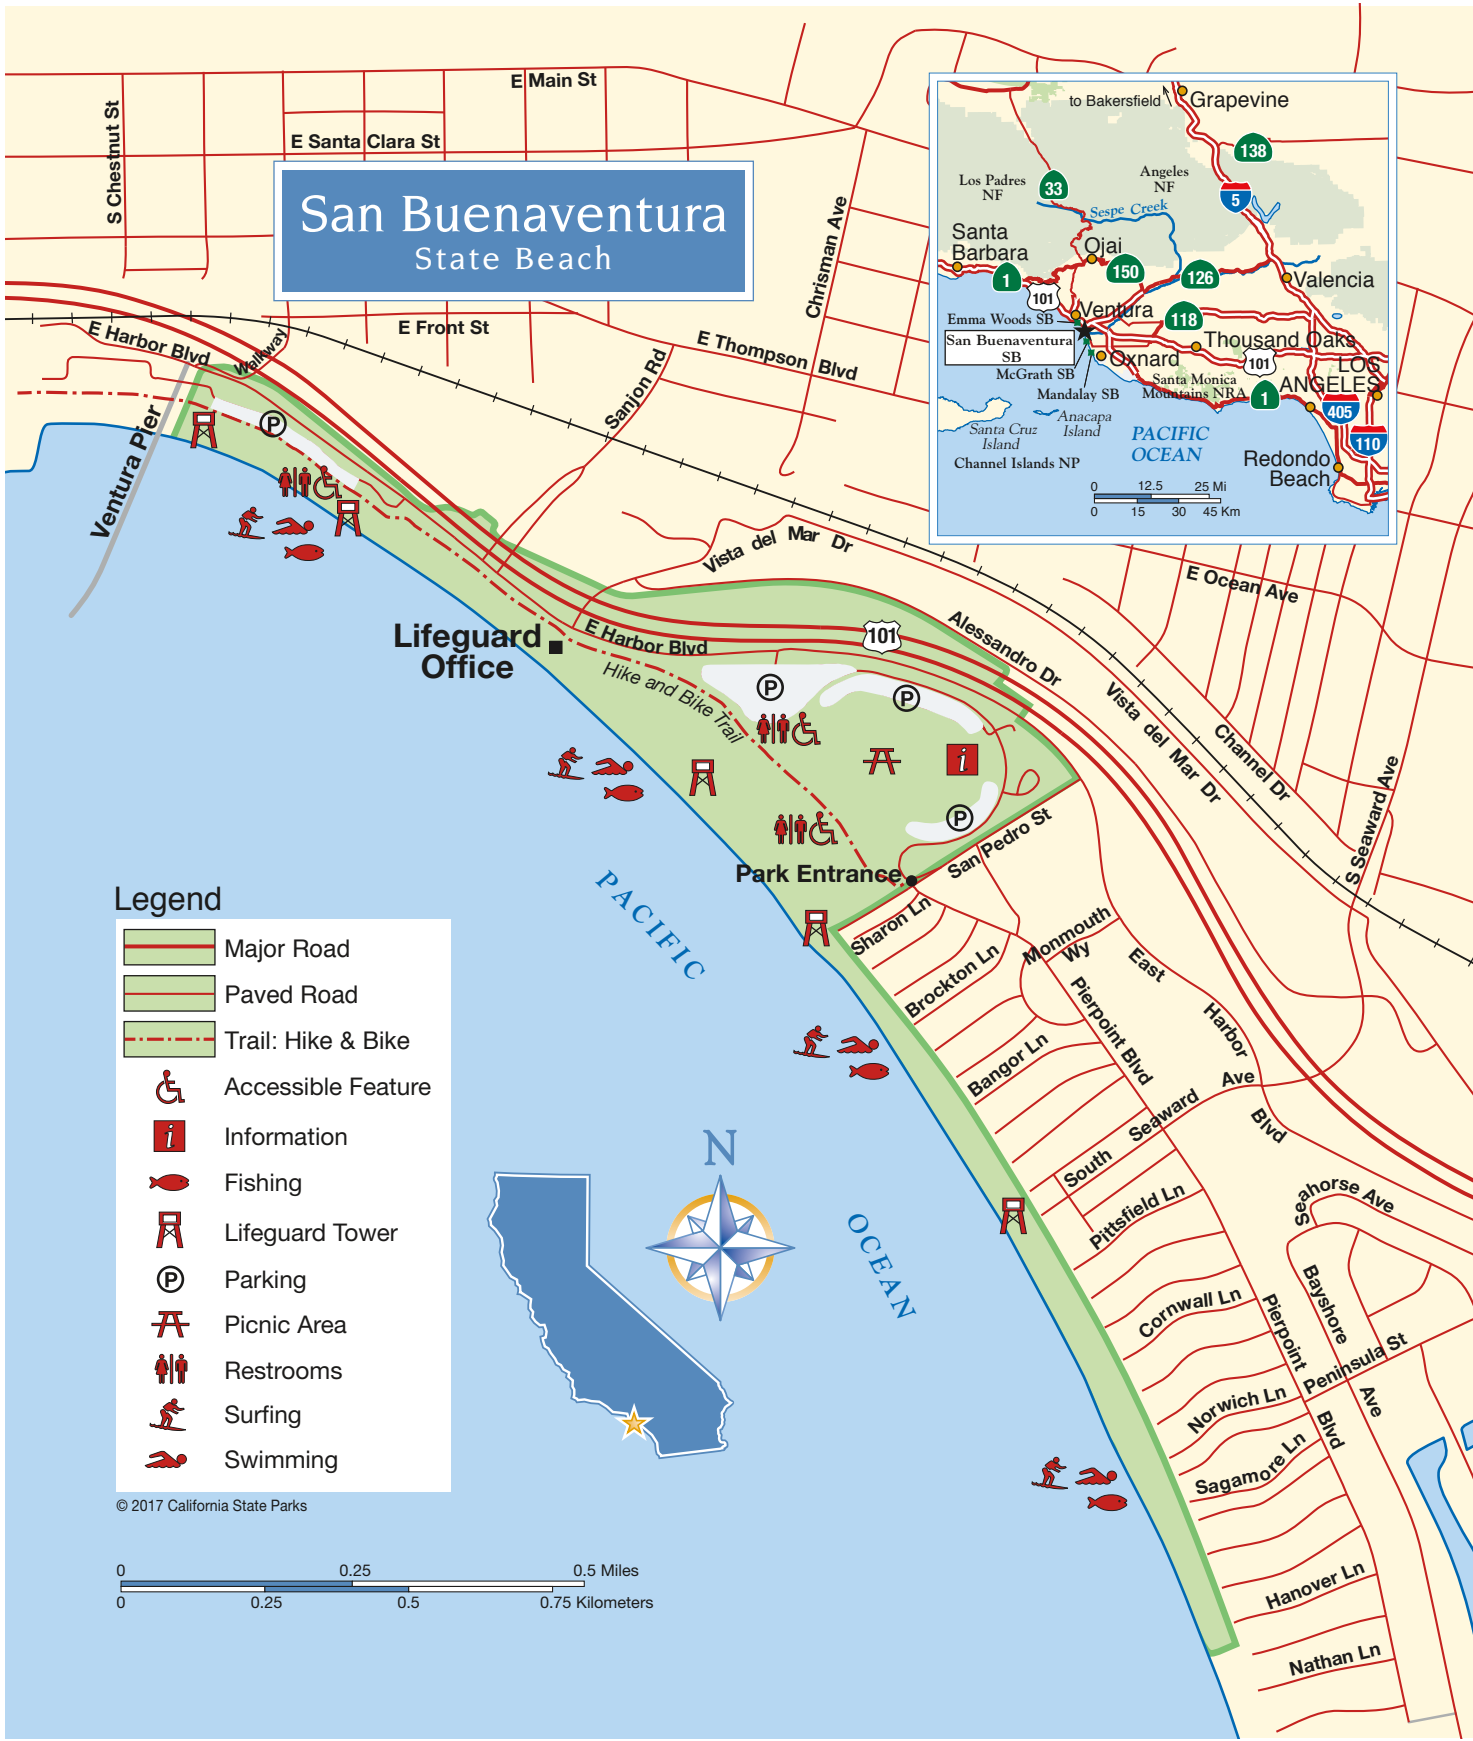 E Main St
S Chestnut St
E Santa Clara St
San Buenaventura
State Beach
Chrisman Ave
E Harbor Blvd
Walkway
E Front St
E Thompson Blvd
Sanjon Rd
Ventura Pier
P
to Bakersfield
Grapevine
138
Los Padres
NF
33
Angeles
NF
5
Sespe Creek
Santa
Barbara
Ojai
1
150
126
101
Valencia
Ventura
Emma Woods SB
118
San Buenaventura
SB
Thousand Oaks
Oxnard
101
LOS
ANGELES
McGrath SB
Mandalay SB
Santa Monica
Mountains NRA
1
405
Anacapa
Island
Santa Cruz
Island
Channel Islands NP
PACIFIC
OCEAN
110
Redondo
Beach
0 12.5 25 Mi
0 15 30 45 Km
Vista del Mar Dr
E Ocean Ave
Lifeguard
Office
E Harbor Blvd
101
Alessandro Dr
Hike and Bike Trail
P
P
i
P
Vista del Mar Dr
Channel Dr
S Seaward Ave
San Pedro St
Park Entrance
PACIFIC
OCEAN
Sharon Ln
Brockton Ln
Monmouth
Wy
East
Harbor
Blvd
Pierpoint Blvd
Bangor Ln
South Seaward Ave
Pittsfield Ln
Seahorse Ave
Bayshore
Ave
Cornwall Ln
Pierpoint
Blvd
Peninsula St
Norwich Ln
Sagamore Ln
Hanover Ln
Nathan Ln
N
Legend
Major Road
Paved Road
Trail: Hike & Bike
Accessible Feature
i Information
Fishing
Lifeguard Tower
P Parking
Picnic Area
Restrooms
Surfing
Swimming
© 2017 California State Parks
0 0.25 0.5 Miles
0 0.25 0.5 0.75 Kilometers